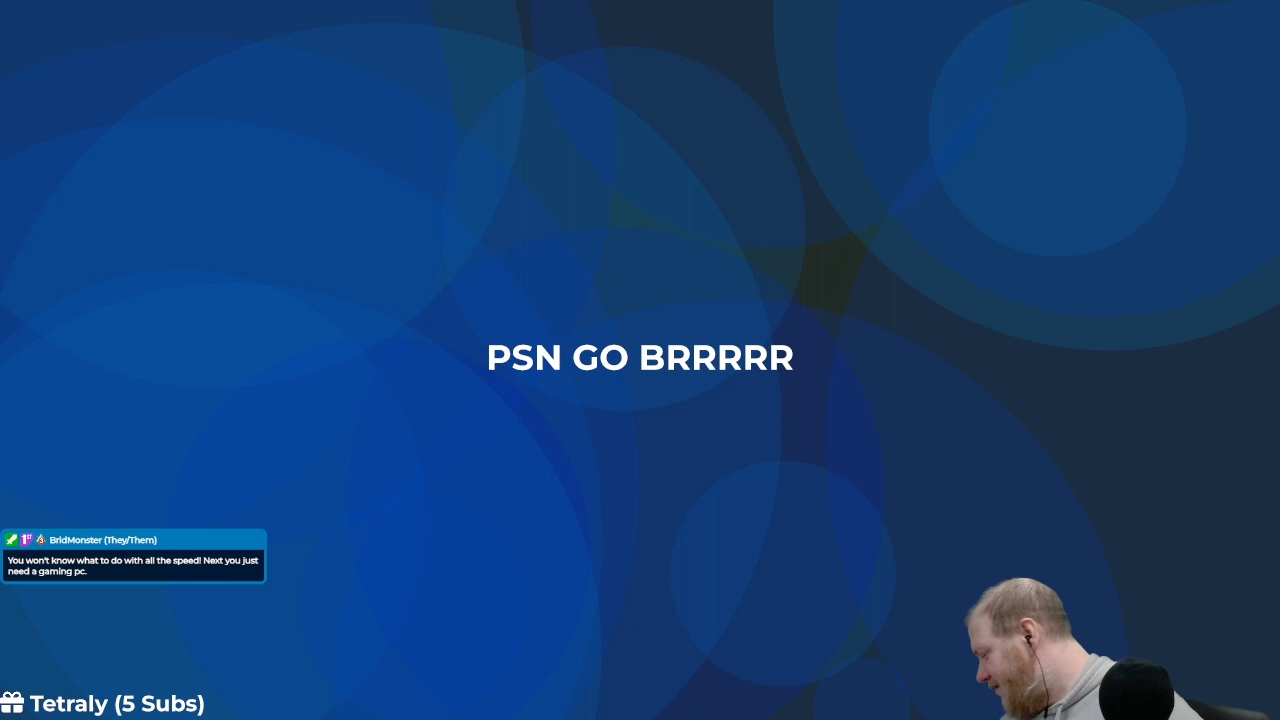 PSN GO BRRRRR
1ST BridMonster (They/Them)
You won't know what to do with all the speed! Next you just
need a gaming pc.
Tetraly (5 Subs)